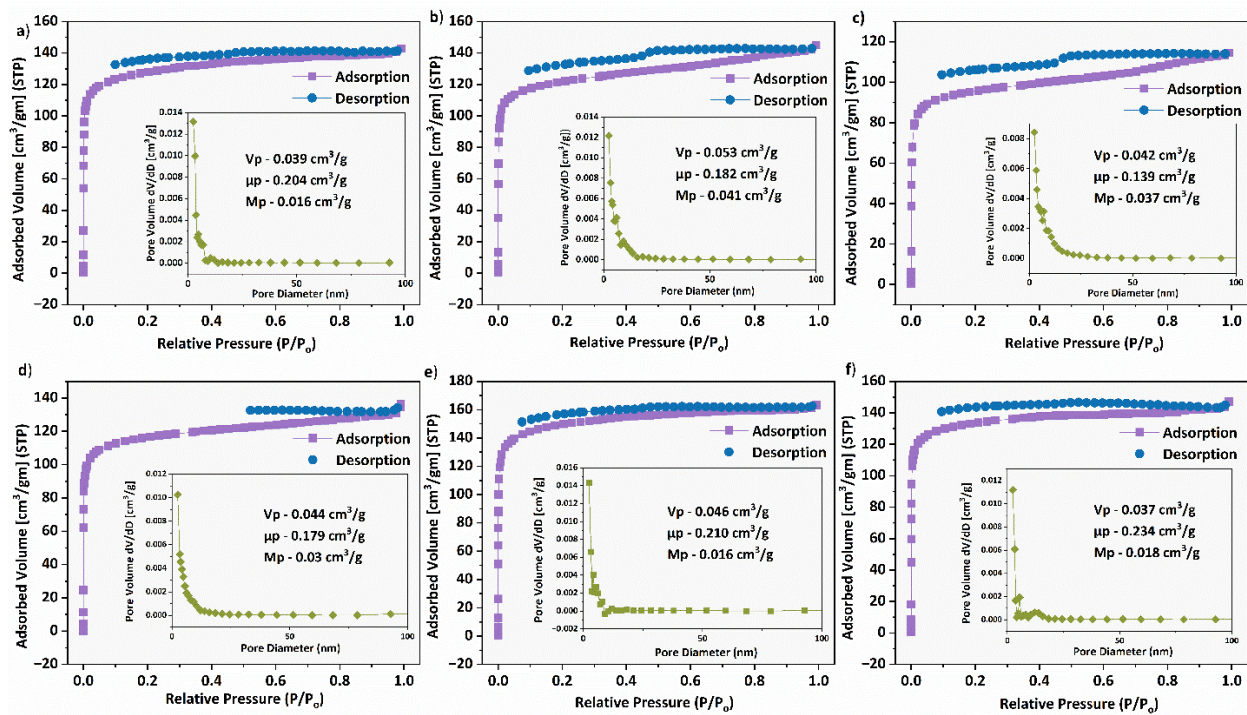 a)
160
140
120
100
80
60
40
20
0
−20
Adsorbed Volume [cm³/gm] (STP)
Adsorption
Desorption
0.014
0.012
0.010
0.008
0.006
0.004
0.002
0.000
Pore Volume dV/dD [cm³/g]
Vp - 0.039 cm³/g
μp - 0.204 cm³/g
Mp - 0.016 cm³/g
0 50 100
Pore Diameter (nm)
0.0 0.2 0.4 0.6 0.8 1.0
Relative Pressure (P/Pₒ)
b)
160
140
120
100
80
60
40
20
0
−20
Adsorbed Volume [cm³/gm] (STP)
Adsorption
Desorption
0.014
0.012
0.010
0.008
0.006
0.004
0.002
0.000
Pore Volume dV/dD [cm³/g])
Vp - 0.053 cm³/g
μp - 0.182 cm³/g
Mp - 0.041 cm³/g
0 50 100
Pore Diameter (nm)
0.0 0.2 0.4 0.6 0.8 1.0
Relative Pressure (P/Pₒ)
c)
120
100
80
60
40
20
0
Adsorbed Volume [cm³/gm] (STP)
Adsorption
Desorption
0.008
0.006
0.004
0.002
0.000
Pore Volume dV/dD [cm³/g]
Vp - 0.042 cm³/g
μp - 0.139 cm³/g
Mp - 0.037 cm³/g
0 50 100
Pore Diameter (nm)
0.0 0.2 0.4 0.6 0.8 1.0
Relative Pressure (P/Pₒ)
d)
160
140
120
100
80
60
40
20
0
−20
Adsorbed Volume [cm³/gm] (STP)
Adsorption
Desorption
0.012
0.010
0.008
0.006
0.004
0.002
0.000
Pore Volume dV/dD [cm³/g]
Vp - 0.044 cm³/g
μp - 0.179 cm³/g
Mp - 0.03 cm³/g
0 50 100
Pore Diameter (nm)
0.0 0.2 0.4 0.6 0.8 1.0
Relative Pressure (P/Pₒ)
e)
180
160
140
120
100
80
60
40
20
0
−20
Adsorbed Volume [cm³/gm] (STP)
Adsorption
Desorption
0.016
0.014
0.012
0.010
0.008
0.006
0.004
0.002
0.000
−0.002
Pore Volume dV/dD [cm³/g]
Vp - 0.046 cm³/g
μp - 0.210 cm³/g
Mp - 0.016 cm³/g
0 50 100
Pore Diameter (nm)
0.0 0.2 0.4 0.6 0.8 1.0
Relative Pressure (P/Pₒ)
f)
160
140
120
100
80
60
40
20
0
−20
Adsorbed Volume [cm³/gm] (STP)
Adsorption
Desorption
0.012
0.010
0.008
0.006
0.004
0.002
0.000
Pore Volume dV/dD [cm³/g]
Vp - 0.037 cm³/g
μp - 0.234 cm³/g
Mp - 0.018 cm³/g
0 50 100
Pore Diameter (nm)
0.0 0.2 0.4 0.6 0.8 1.0
Relative Pressure (P/Pₒ)